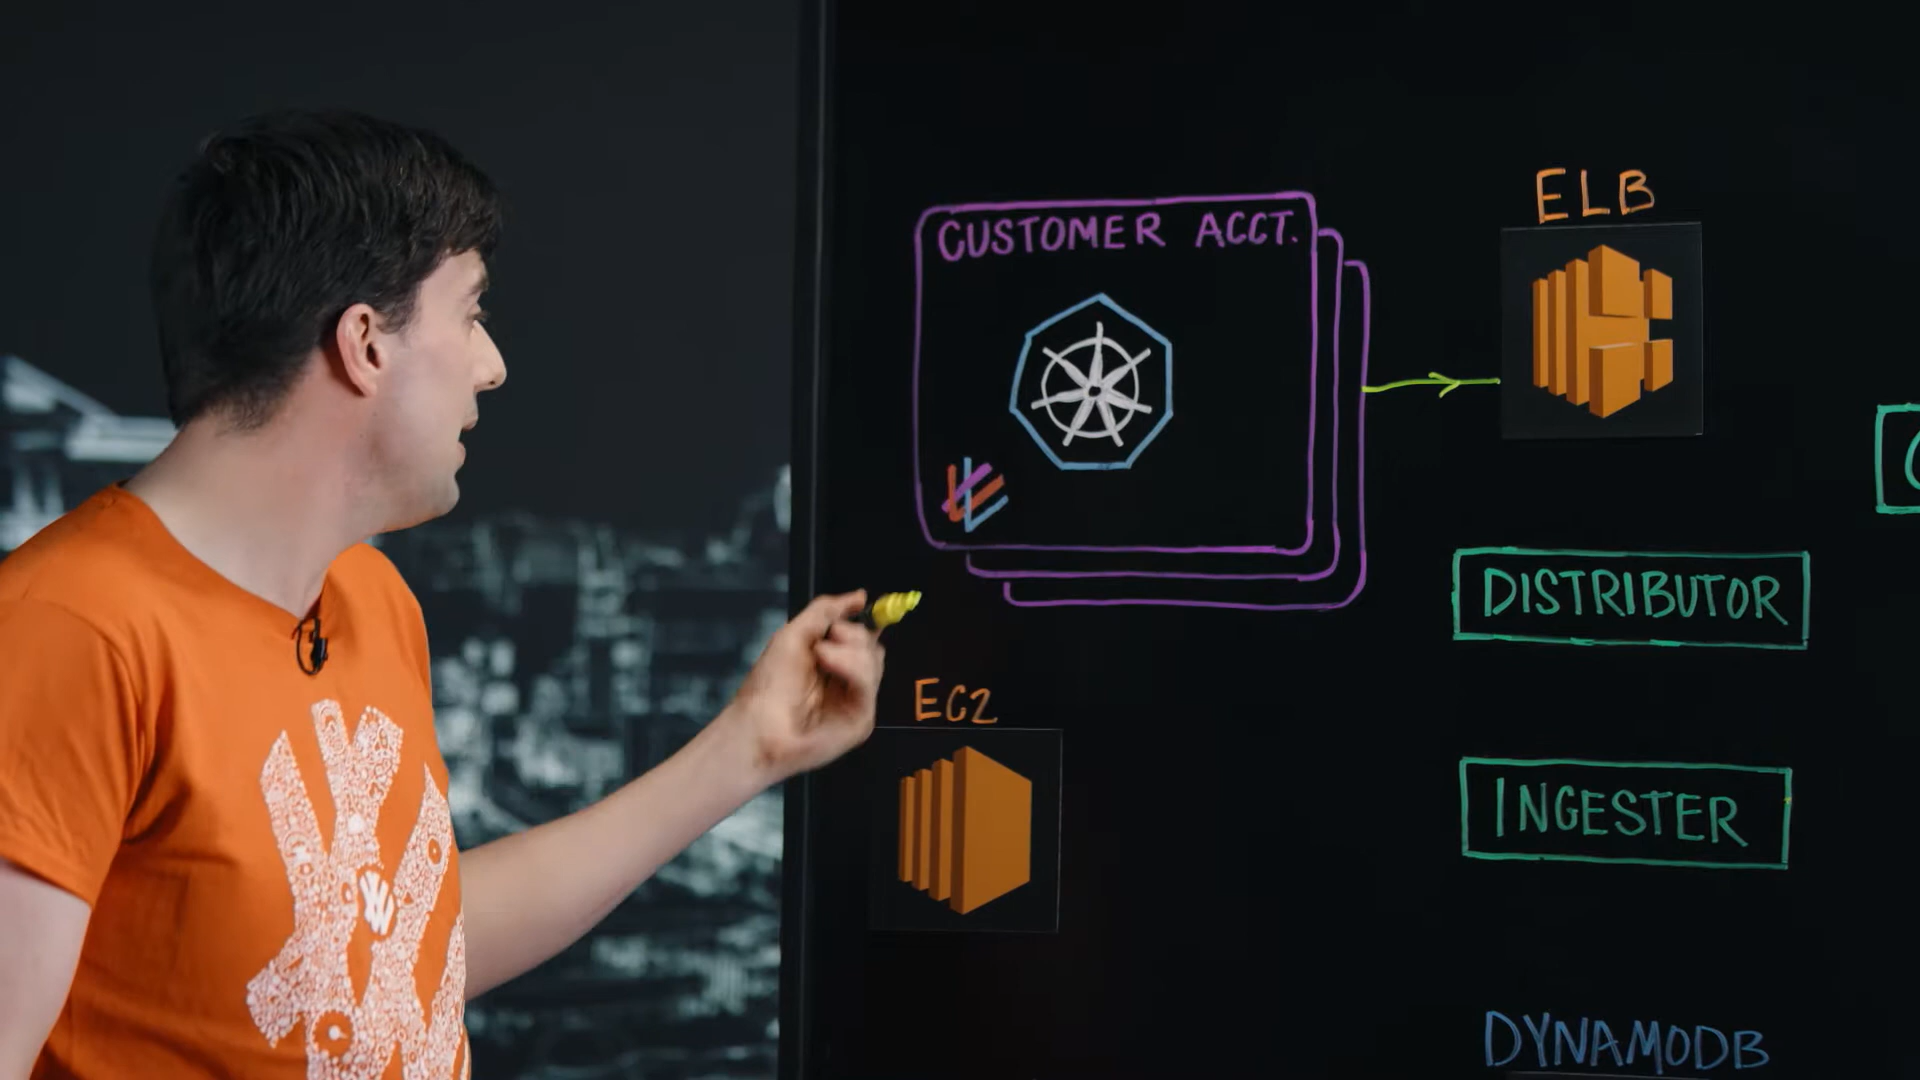 ELB
CUSTOMER ACCT.
DISTRIBUTOR
EC2
INGESTER
DYNAMODB